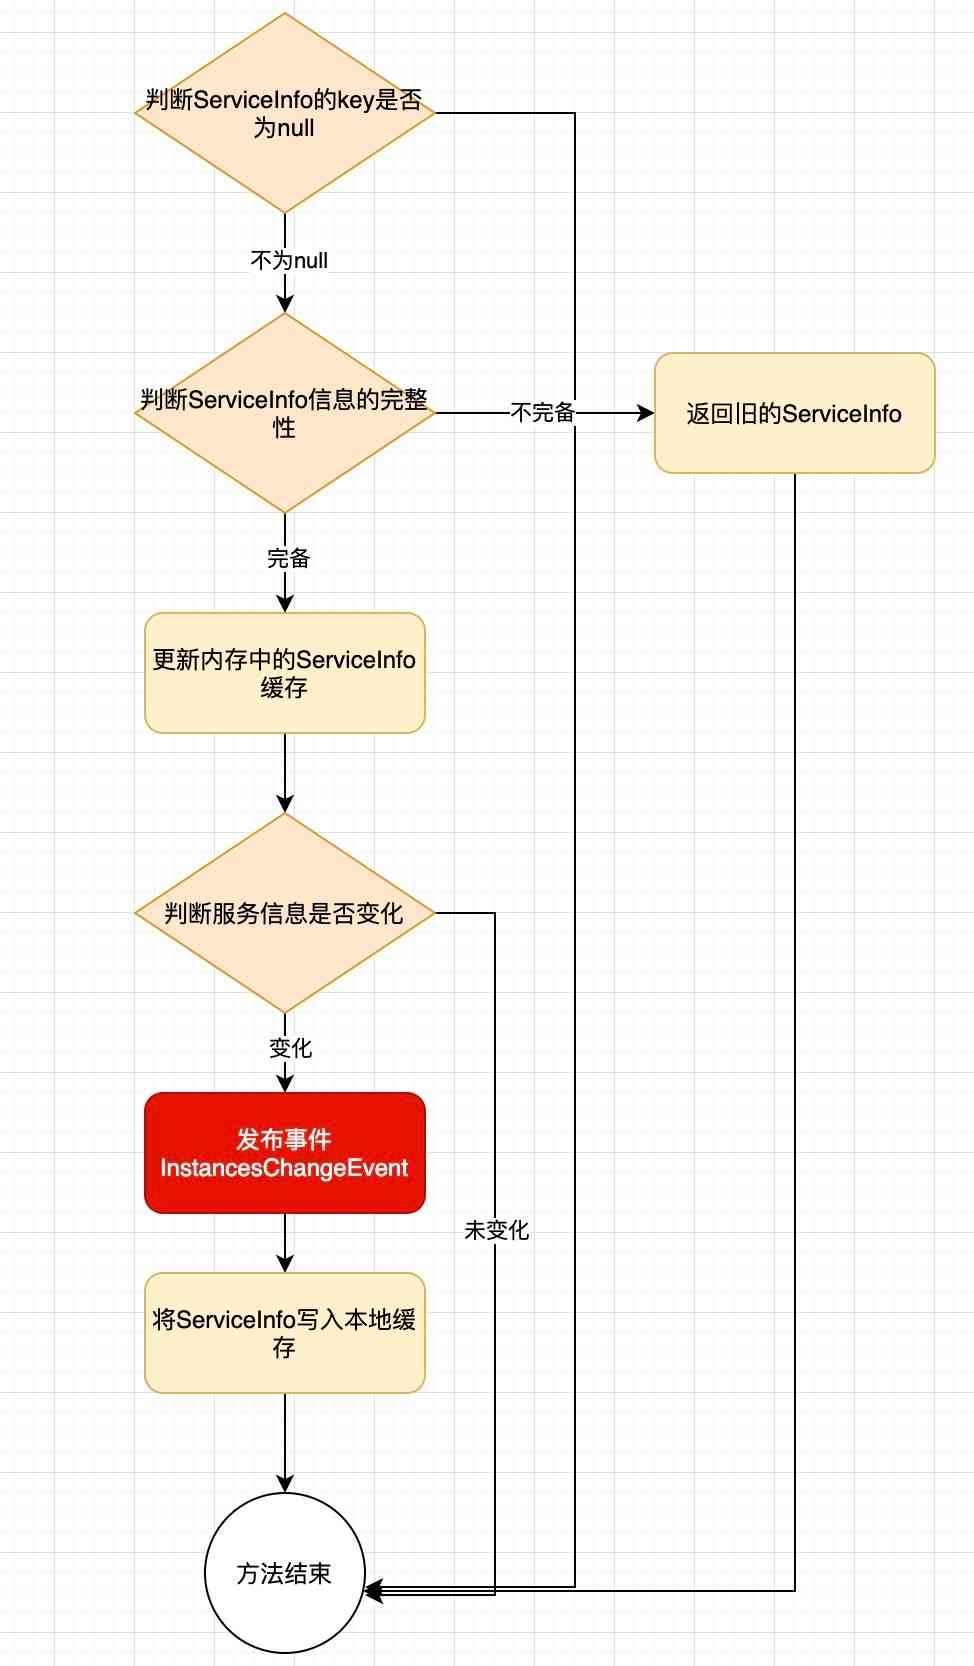 判断ServiceInfo的key是否
为null
不为null
判断ServiceInfo信息的完整
性
不完备
返回旧的ServiceInfo
完备
更新内存中的ServiceInfo
缓存
判断服务信息是否变化
变化
发布事件
InstancesChangeEvent
未变化
将ServiceInfo写入本地缓
存
方法结束